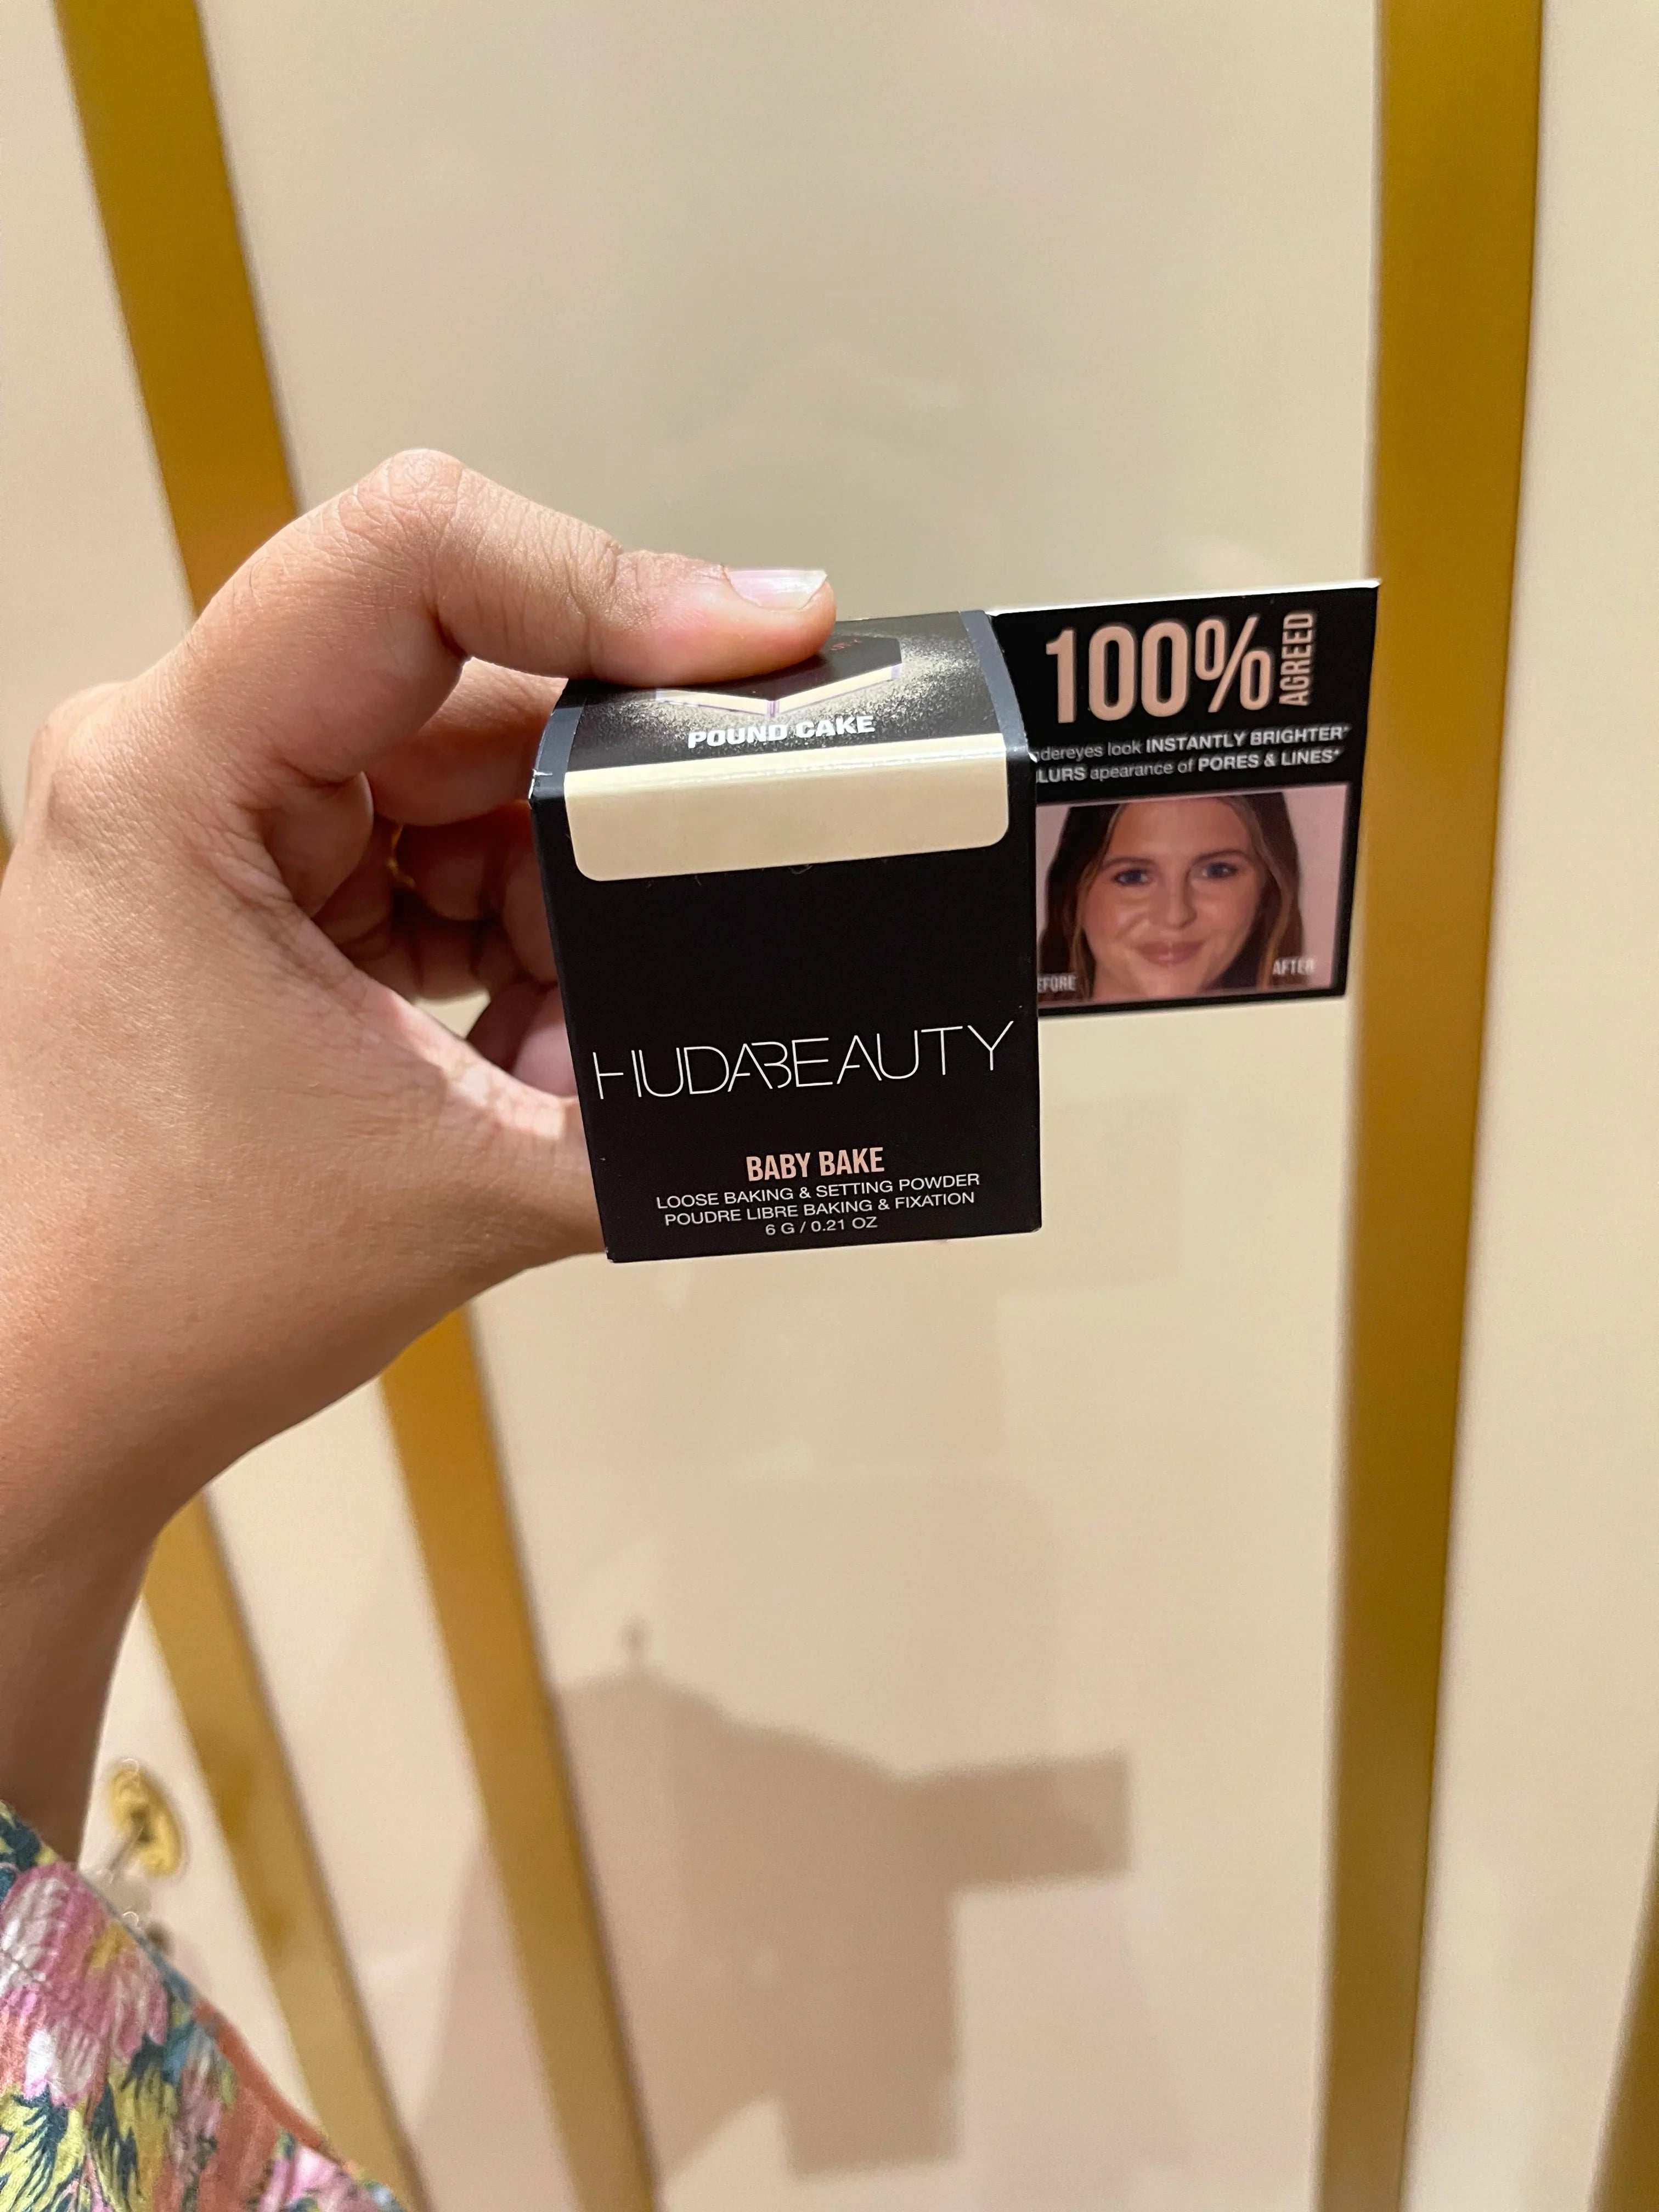 POUND CAKE
HUDABEAUTY
BABY BAKE
LOOSE BAKING & SETTING POWDER
POUDRE LIBRE BAKING & FIXATION
6 G / 0.21 OZ
100%
AGREED
look INSTANTLY BRIGHTER*
apearance of PORES & LINES*
AFTER